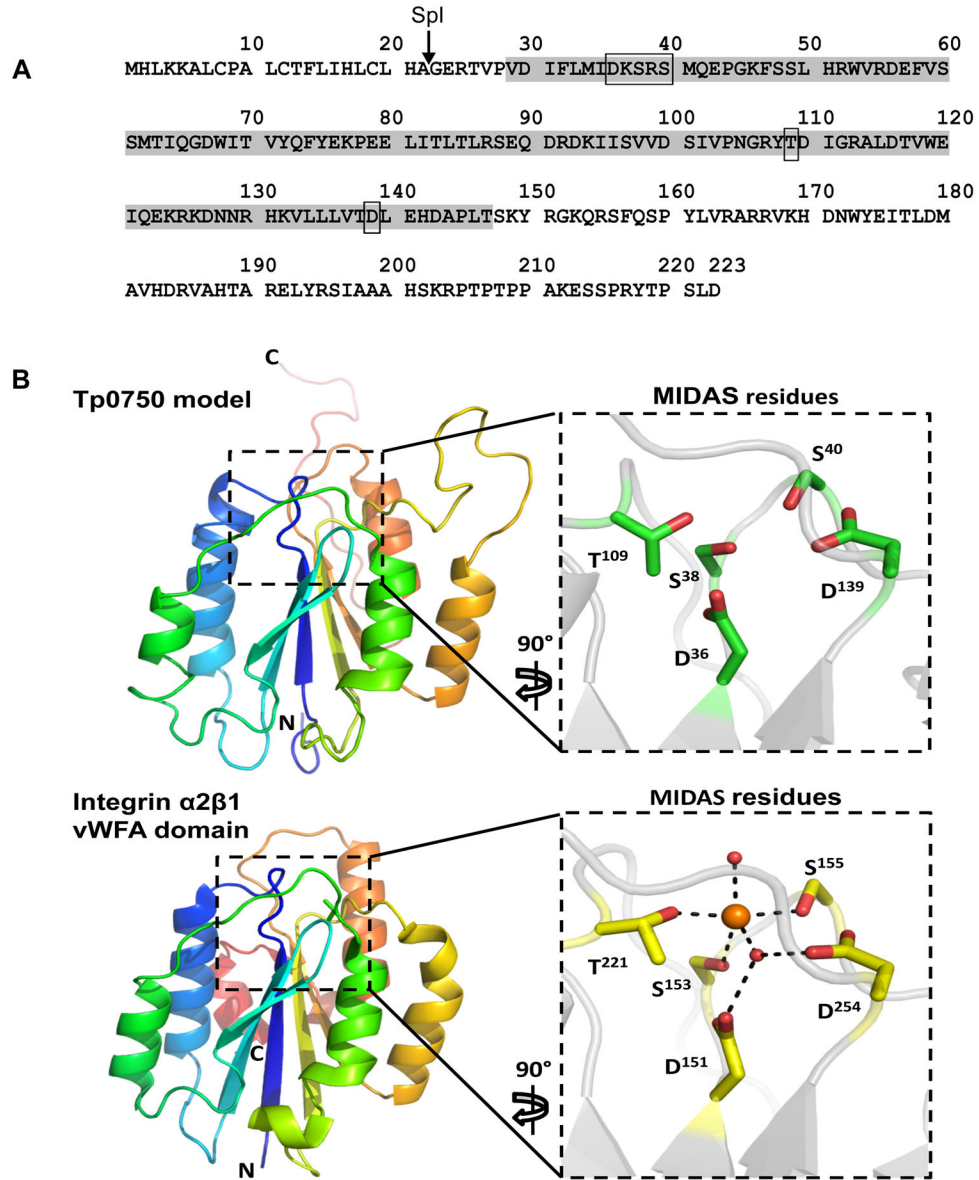 SpI
10 20 30 40 50 60
A
MHLKKALCPA LCTFLIHLCL HAGERTVPVD IFLMIDKSRS MQEPGKFSSL HRWVRDEFVS
70 80 90 100 110 120
SMTIQGDWIT VYQFYEKPEE LITLTLRSEQ DRDKIISVVD SIVPNGRYTD IGRALDTVWE
130 140 150 160 170 180
IQEKRKDNNR HKVLLLVTDL EHDAPLTSKY RGKQRSFQSP YLVRARRVKH DNWYEITLDM
190 200 210 220 223
AVHDRVAHTA RELYRSIAAA HSKRPTPTPP AKESSPRYTP SLD
B
Tp0750 model
C
N
90°
MIDAS residues
S40
T109
S38
D139
D36
Integrin α2β1
vWFA domain
C
N
90°
MIDAS residues
S155
T221
S153
D254
D151